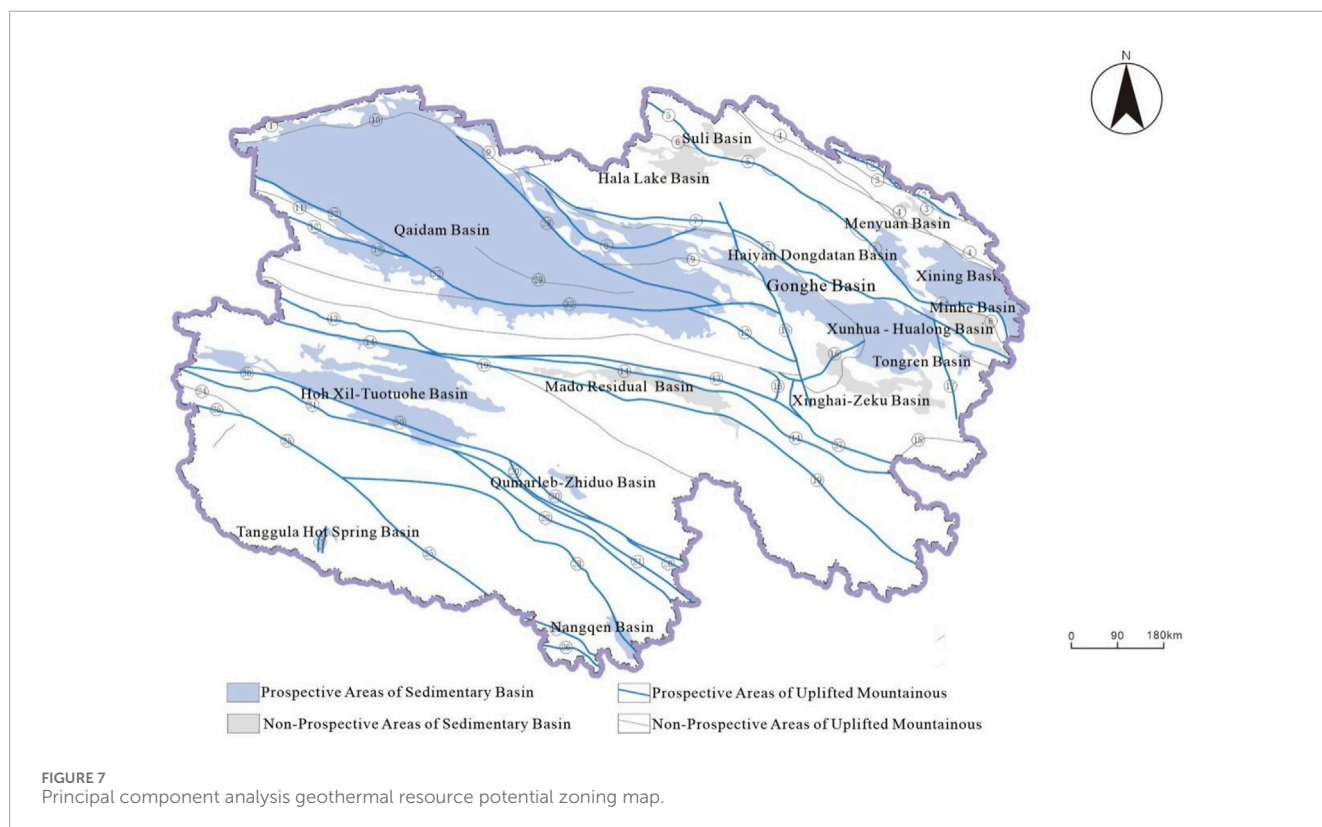 N
Suli Basin
Hala Lake Basin
Menyuan Basin
Qaidam Basin
Haiyan Dongdatan Basin
Xining Basi
Gonghe Basin
Minhe Basin
Xunhua - Hualong Basin
Tongren Basin
Mado Residual Basin
Hoh Xil-Tuotuohe Basin
Xinghai-Zeku Basin
Qumarleb-Zhiduo Basin
Tanggula Hot Spring Basin
Nangqen Basin
0 90 180km
Prospective Areas of Sedimentary Basin
Prospective Areas of Uplifted Mountainous
Non-Prospective Areas of Sedimentary Basin
Non-Prospective Areas of Uplifted Mountainous
FIGURE 7
Principal component analysis geothermal resource potential zoning map.